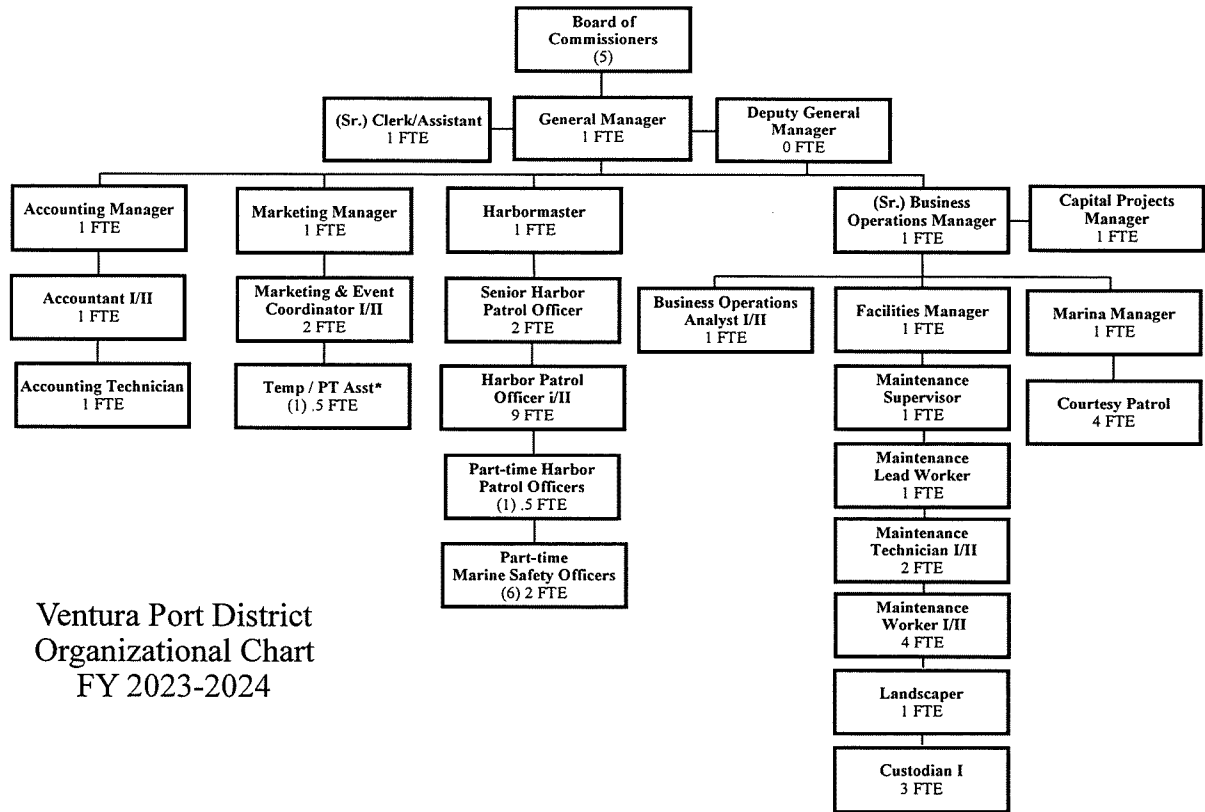 Board of
Commissioners
(5)
(Sr.) Clerk/Assistant
1 FTE
General Manager
1 FTE
Deputy General
Manager
0 FTE
Accounting Manager
1 FTE
Marketing Manager
1 FTE
Harbormaster
1 FTE
(Sr.) Business
Operations Manager
1 FTE
Capital Projects
Manager
1 FTE
Accountant I/II
1 FTE
Marketing & Event
Coordinator I/II
2 FTE
Senior Harbor
Patrol Officer
2 FTE
Business Operations
Analyst I/II
1 FTE
Facilities Manager
1 FTE
Marina Manager
1 FTE
Accounting Technician
1 FTE
Temp / PT Asst*
(1) .5 FTE
Harbor Patrol
Officer i/II
9 FTE
Maintenance
Supervisor
1 FTE
Courtesy Patrol
4 FTE
Part-time Harbor
Patrol Officers
(1) .5 FTE
Maintenance
Lead Worker
1 FTE
Part-time
Marine Safety Officers
(6) 2 FTE
Maintenance
Technician I/II
2 FTE
Maintenance
Worker I/II
4 FTE
Landscaper
1 FTE
Custodian I
3 FTE
Ventura Port District
Organizational Chart
FY 2023-2024